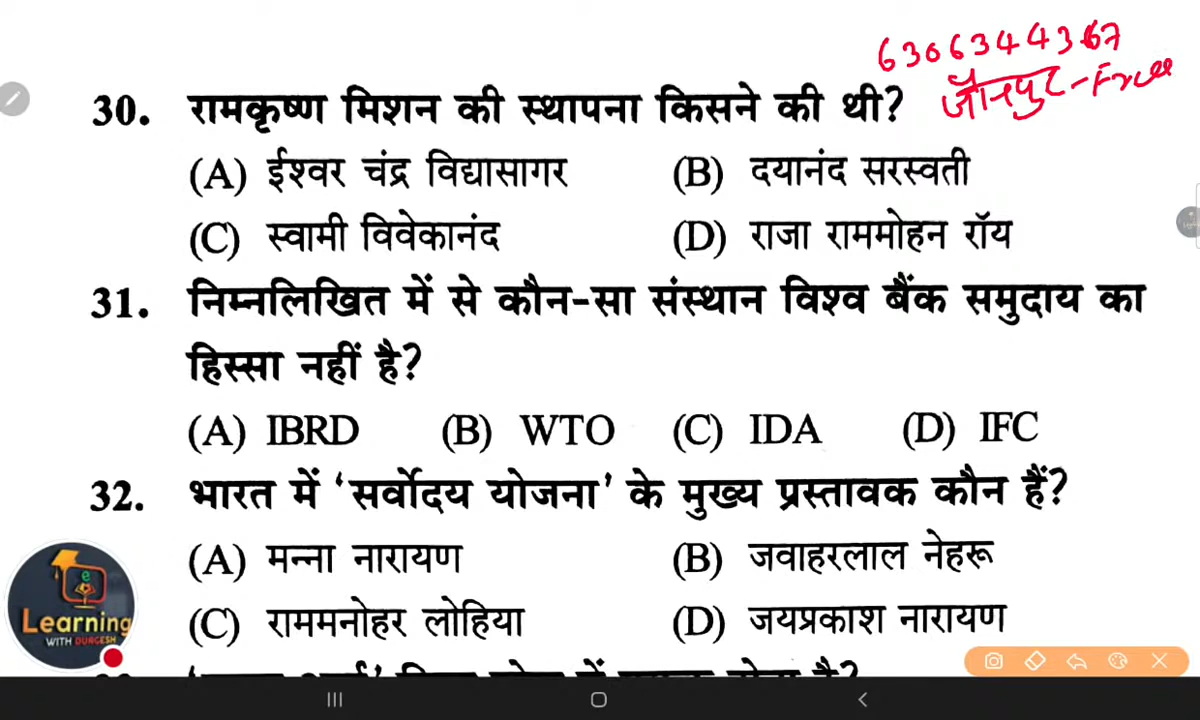 6306344367
जौनपुर - Free
30. रामकृष्ण मिशन की स्थापना किसने की थी?
(A) ईश्वर चंद्र विद्यासागर (B) दयानंद सरस्वती
(C) स्वामी विवेकानंद (D) राजा राममोहन रॉय
31. निम्नलिखित में से कौन-सा संस्थान विश्व बैंक समुदाय का
हिस्सा नहीं है?
(A) IBRD (B) WTO (C) IDA (D) IFC
32. भारत में ‘सर्वोदय योजना’ के मुख्य प्रस्तावक कौन हैं?
(A) मन्ना नारायण (B) जवाहरलाल नेहरू
(C) राममनोहर लोहिया (D) जयप्रकाश नारायण
Learning
WITH DURGESH